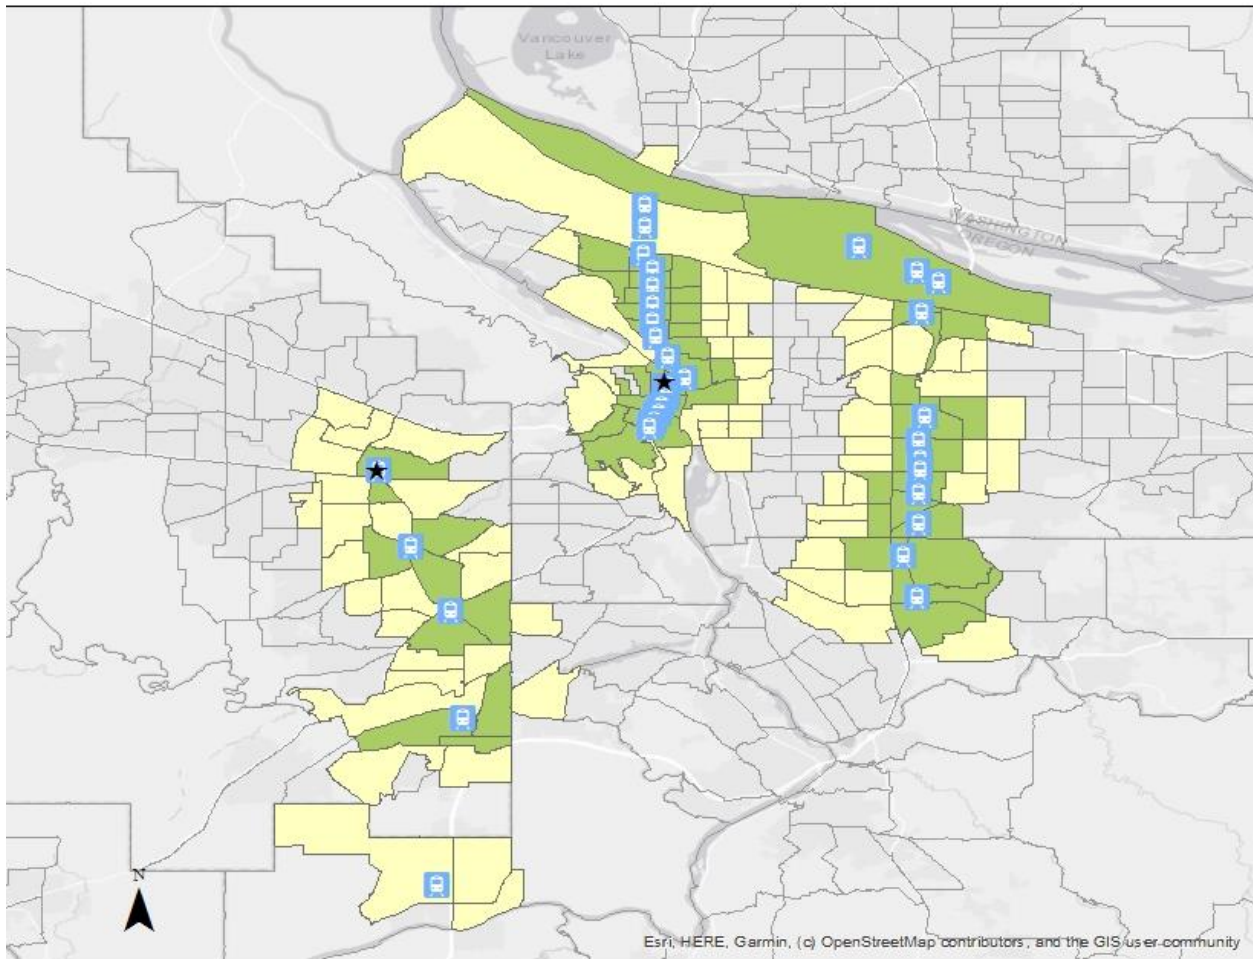 Vancouver
Lake
WASHINGTON
OREGON
N
Esri, HERE, Garmin, (c) OpenStreetMap contributors, and the GIS user community